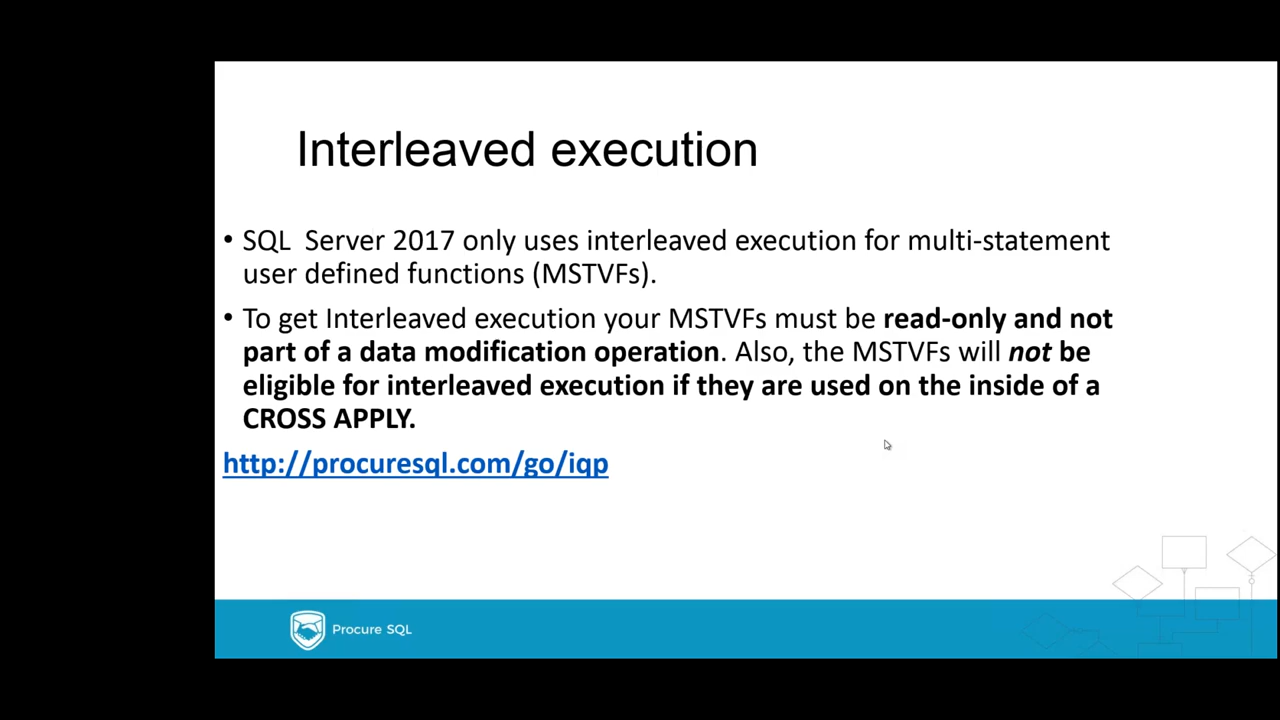 Interleaved execution
• SQL  Server 2017 only uses interleaved execution for multi-statement
user defined functions (MSTVFs).
• To get Interleaved execution your MSTVFs must be read-only and not
part of a data modification operation. Also, the MSTVFs will not be
eligible for interleaved execution if they are used on the inside of a
CROSS APPLY.
http://procuresql.com/go/iqp
Procure SQL